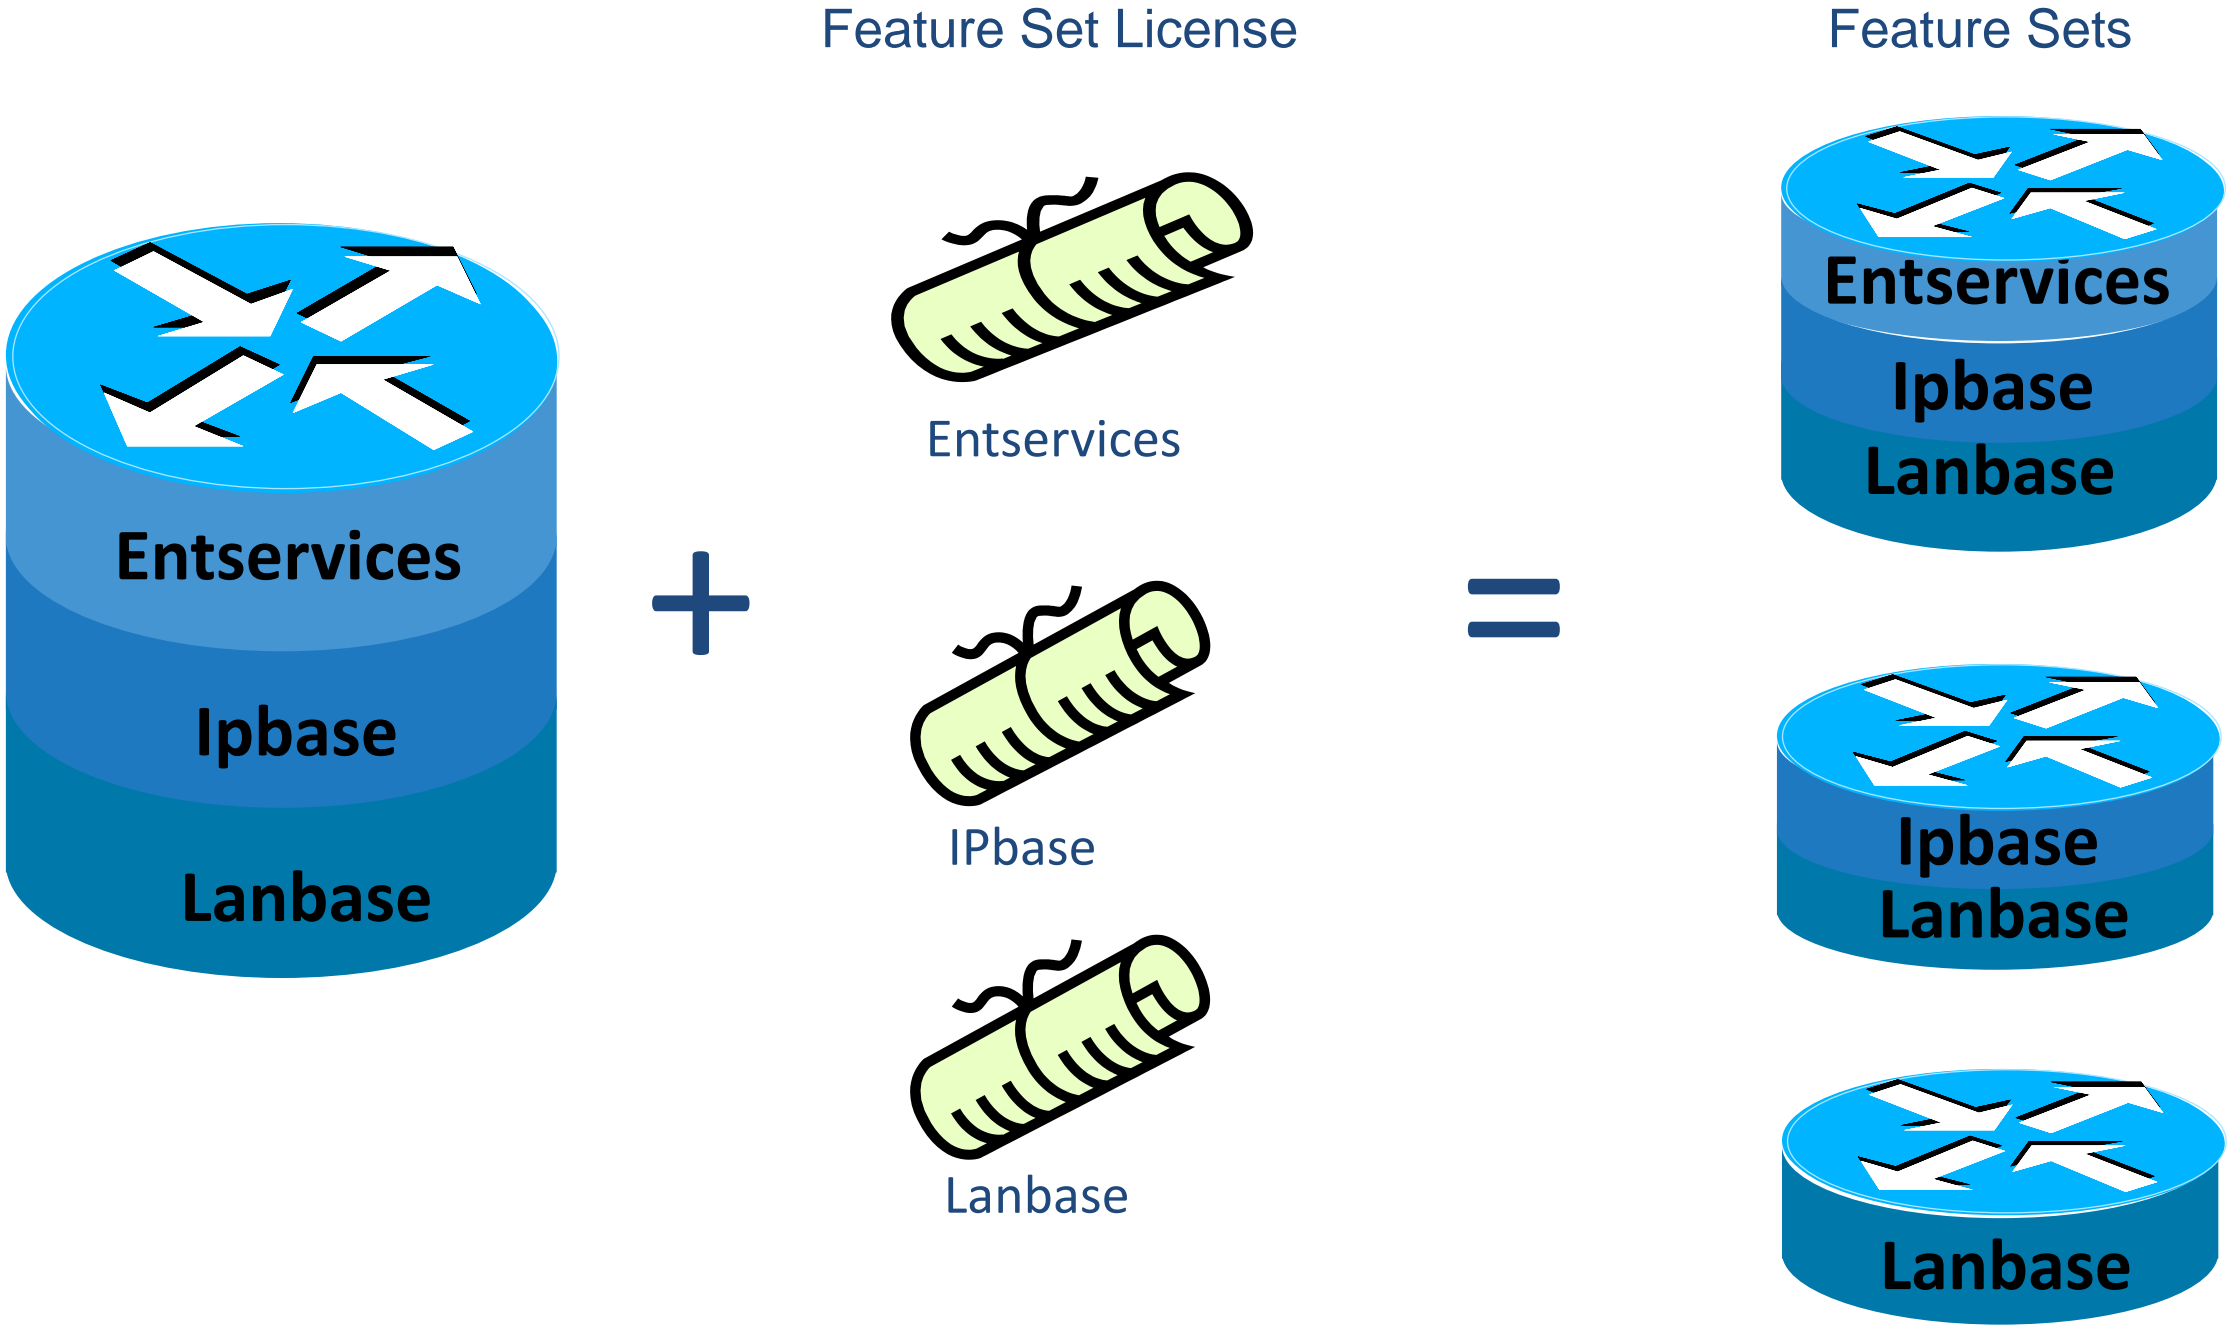 Feature Set License
Feature Sets
Entservices
Ipbase
Lanbase
+
Entservices
IPbase
Lanbase
=
Entservices
Ipbase
Lanbase
Ipbase
Lanbase
Lanbase